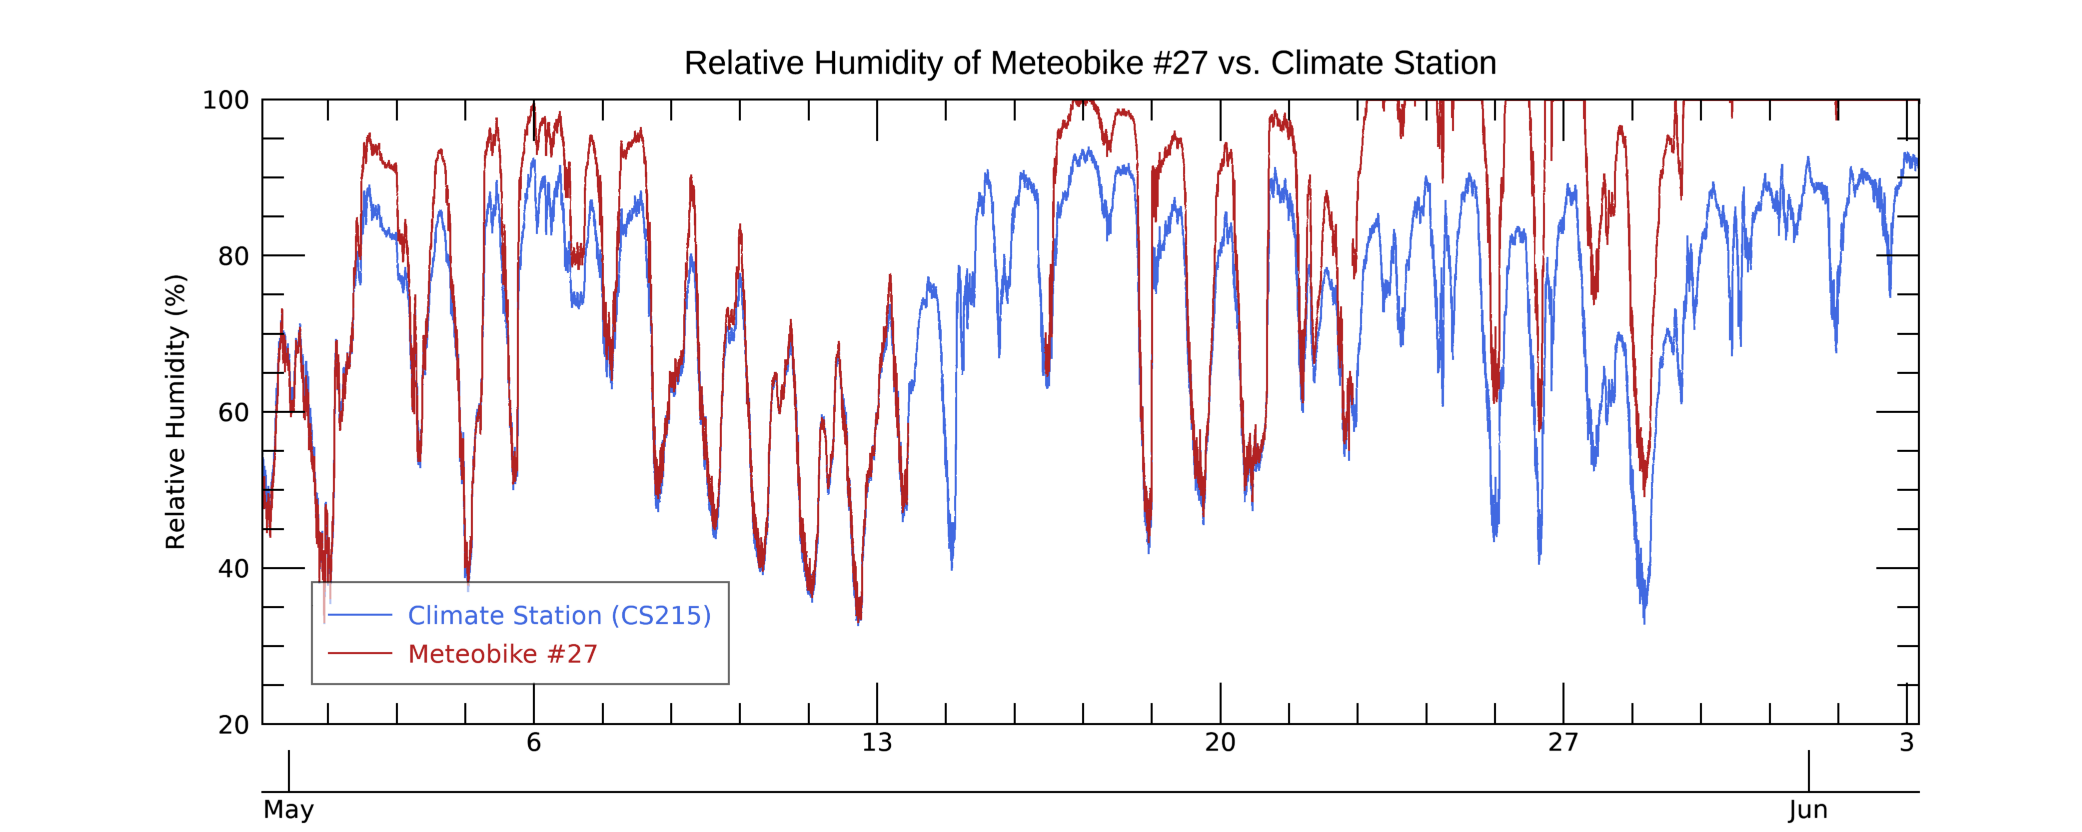 Relative Humidity of Meteobike #27 vs. Climate Station
Relative Humidity (%)
100
80
60
40
20
Climate Station (CS215)
Meteobike #27
6 13 20 27 3
May Jun